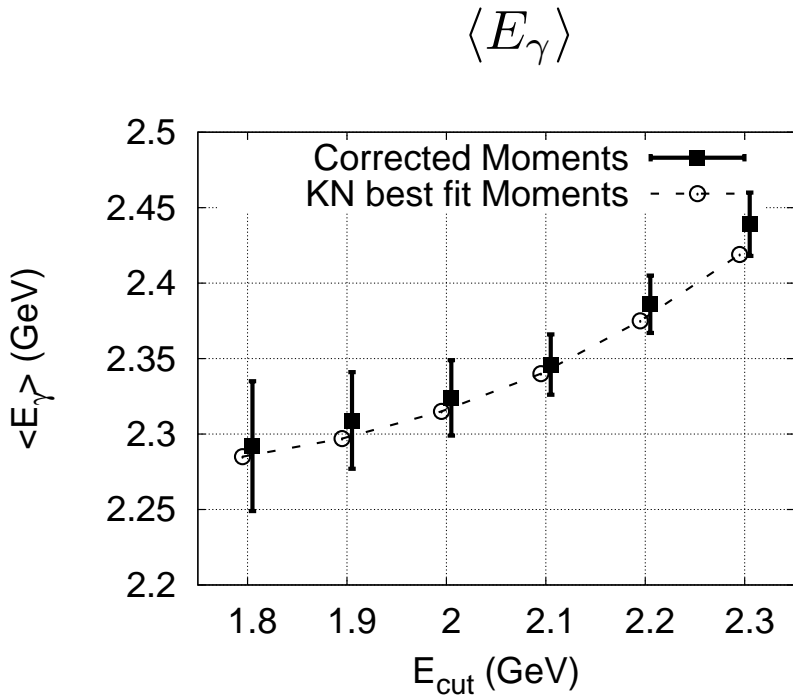 ⟨E_γ⟩
2.5
Corrected Moments
KN best fit Moments
2.45
2.4
2.35
2.3
2.25
2.2
<E_γ> (GeV)
1.8 1.9 2 2.1 2.2 2.3
E_cut (GeV)